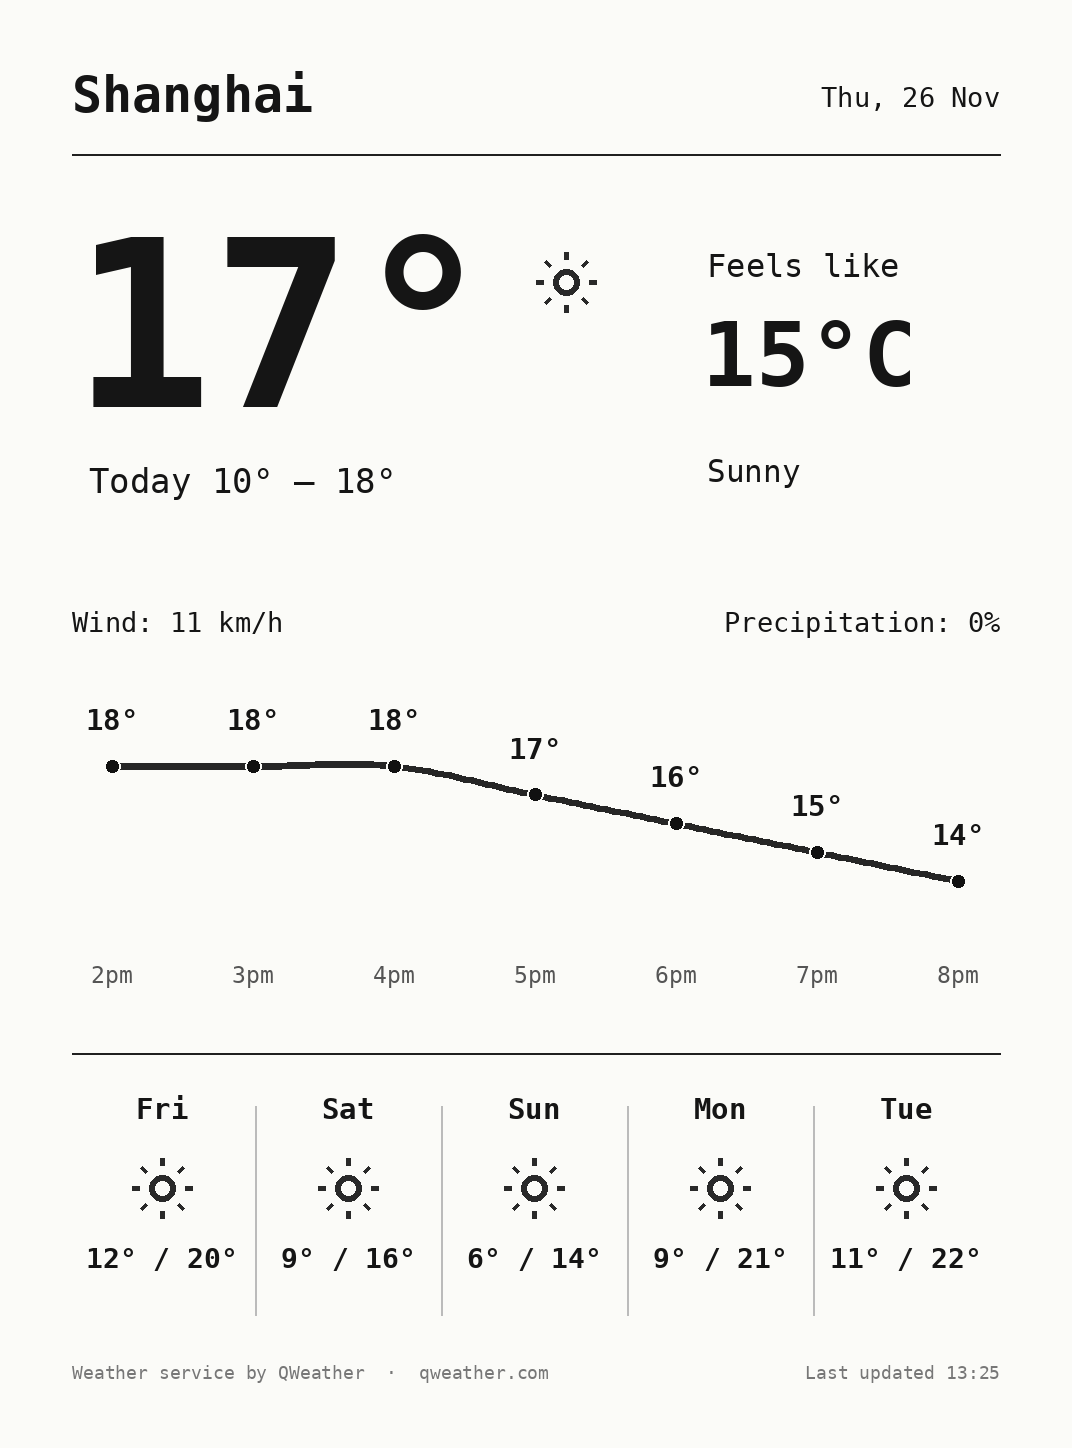 Shanghai
Thu, 26 Nov
17°
Feels like
15°C
Today 10° — 18°
Sunny
Wind: 11 km/h
Precipitation: 0%
18° 18° 18° 17° 16° 15° 14°
2pm 3pm 4pm 5pm 6pm 7pm 8pm
Fri Sat Sun Mon Tue
12° / 20° 9° / 16° 6° / 14° 9° / 21° 11° / 22°
Weather service by QWeather · qweather.com
Last updated 13:25